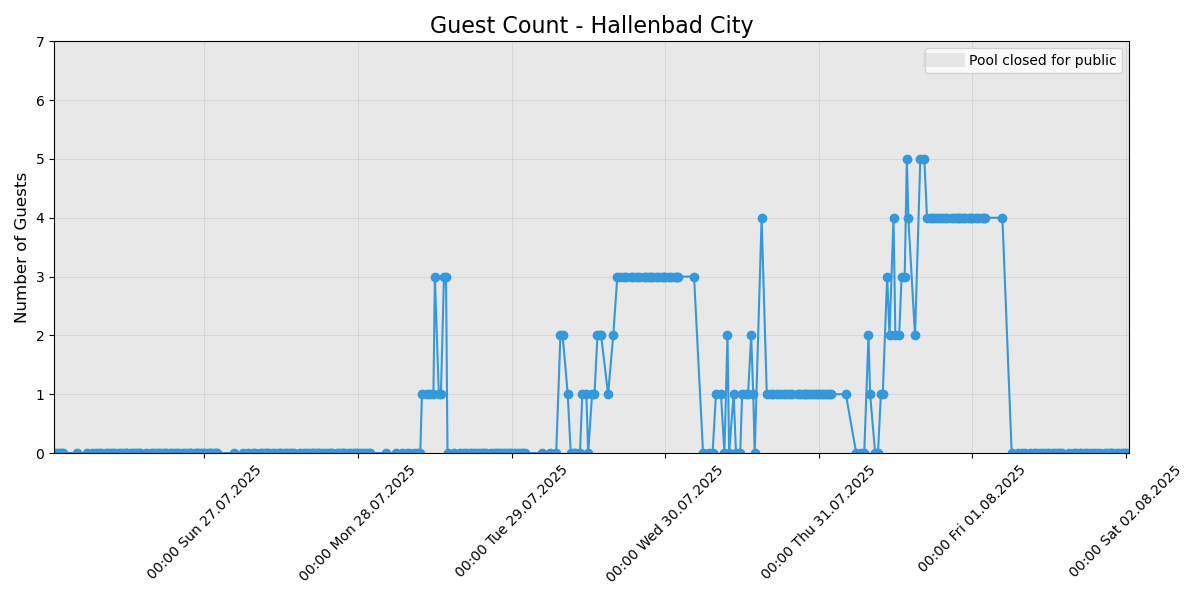 Guest Count - Hallenbad City
Pool closed for public
Number of Guests
7
6
5
4
3
2
1
0
00:00 Sun 27.07.2025
00:00 Mon 28.07.2025
00:00 Tue 29.07.2025
00:00 Wed 30.07.2025
00:00 Thu 31.07.2025
00:00 Fri 01.08.2025
00:00 Sat 02.08.2025